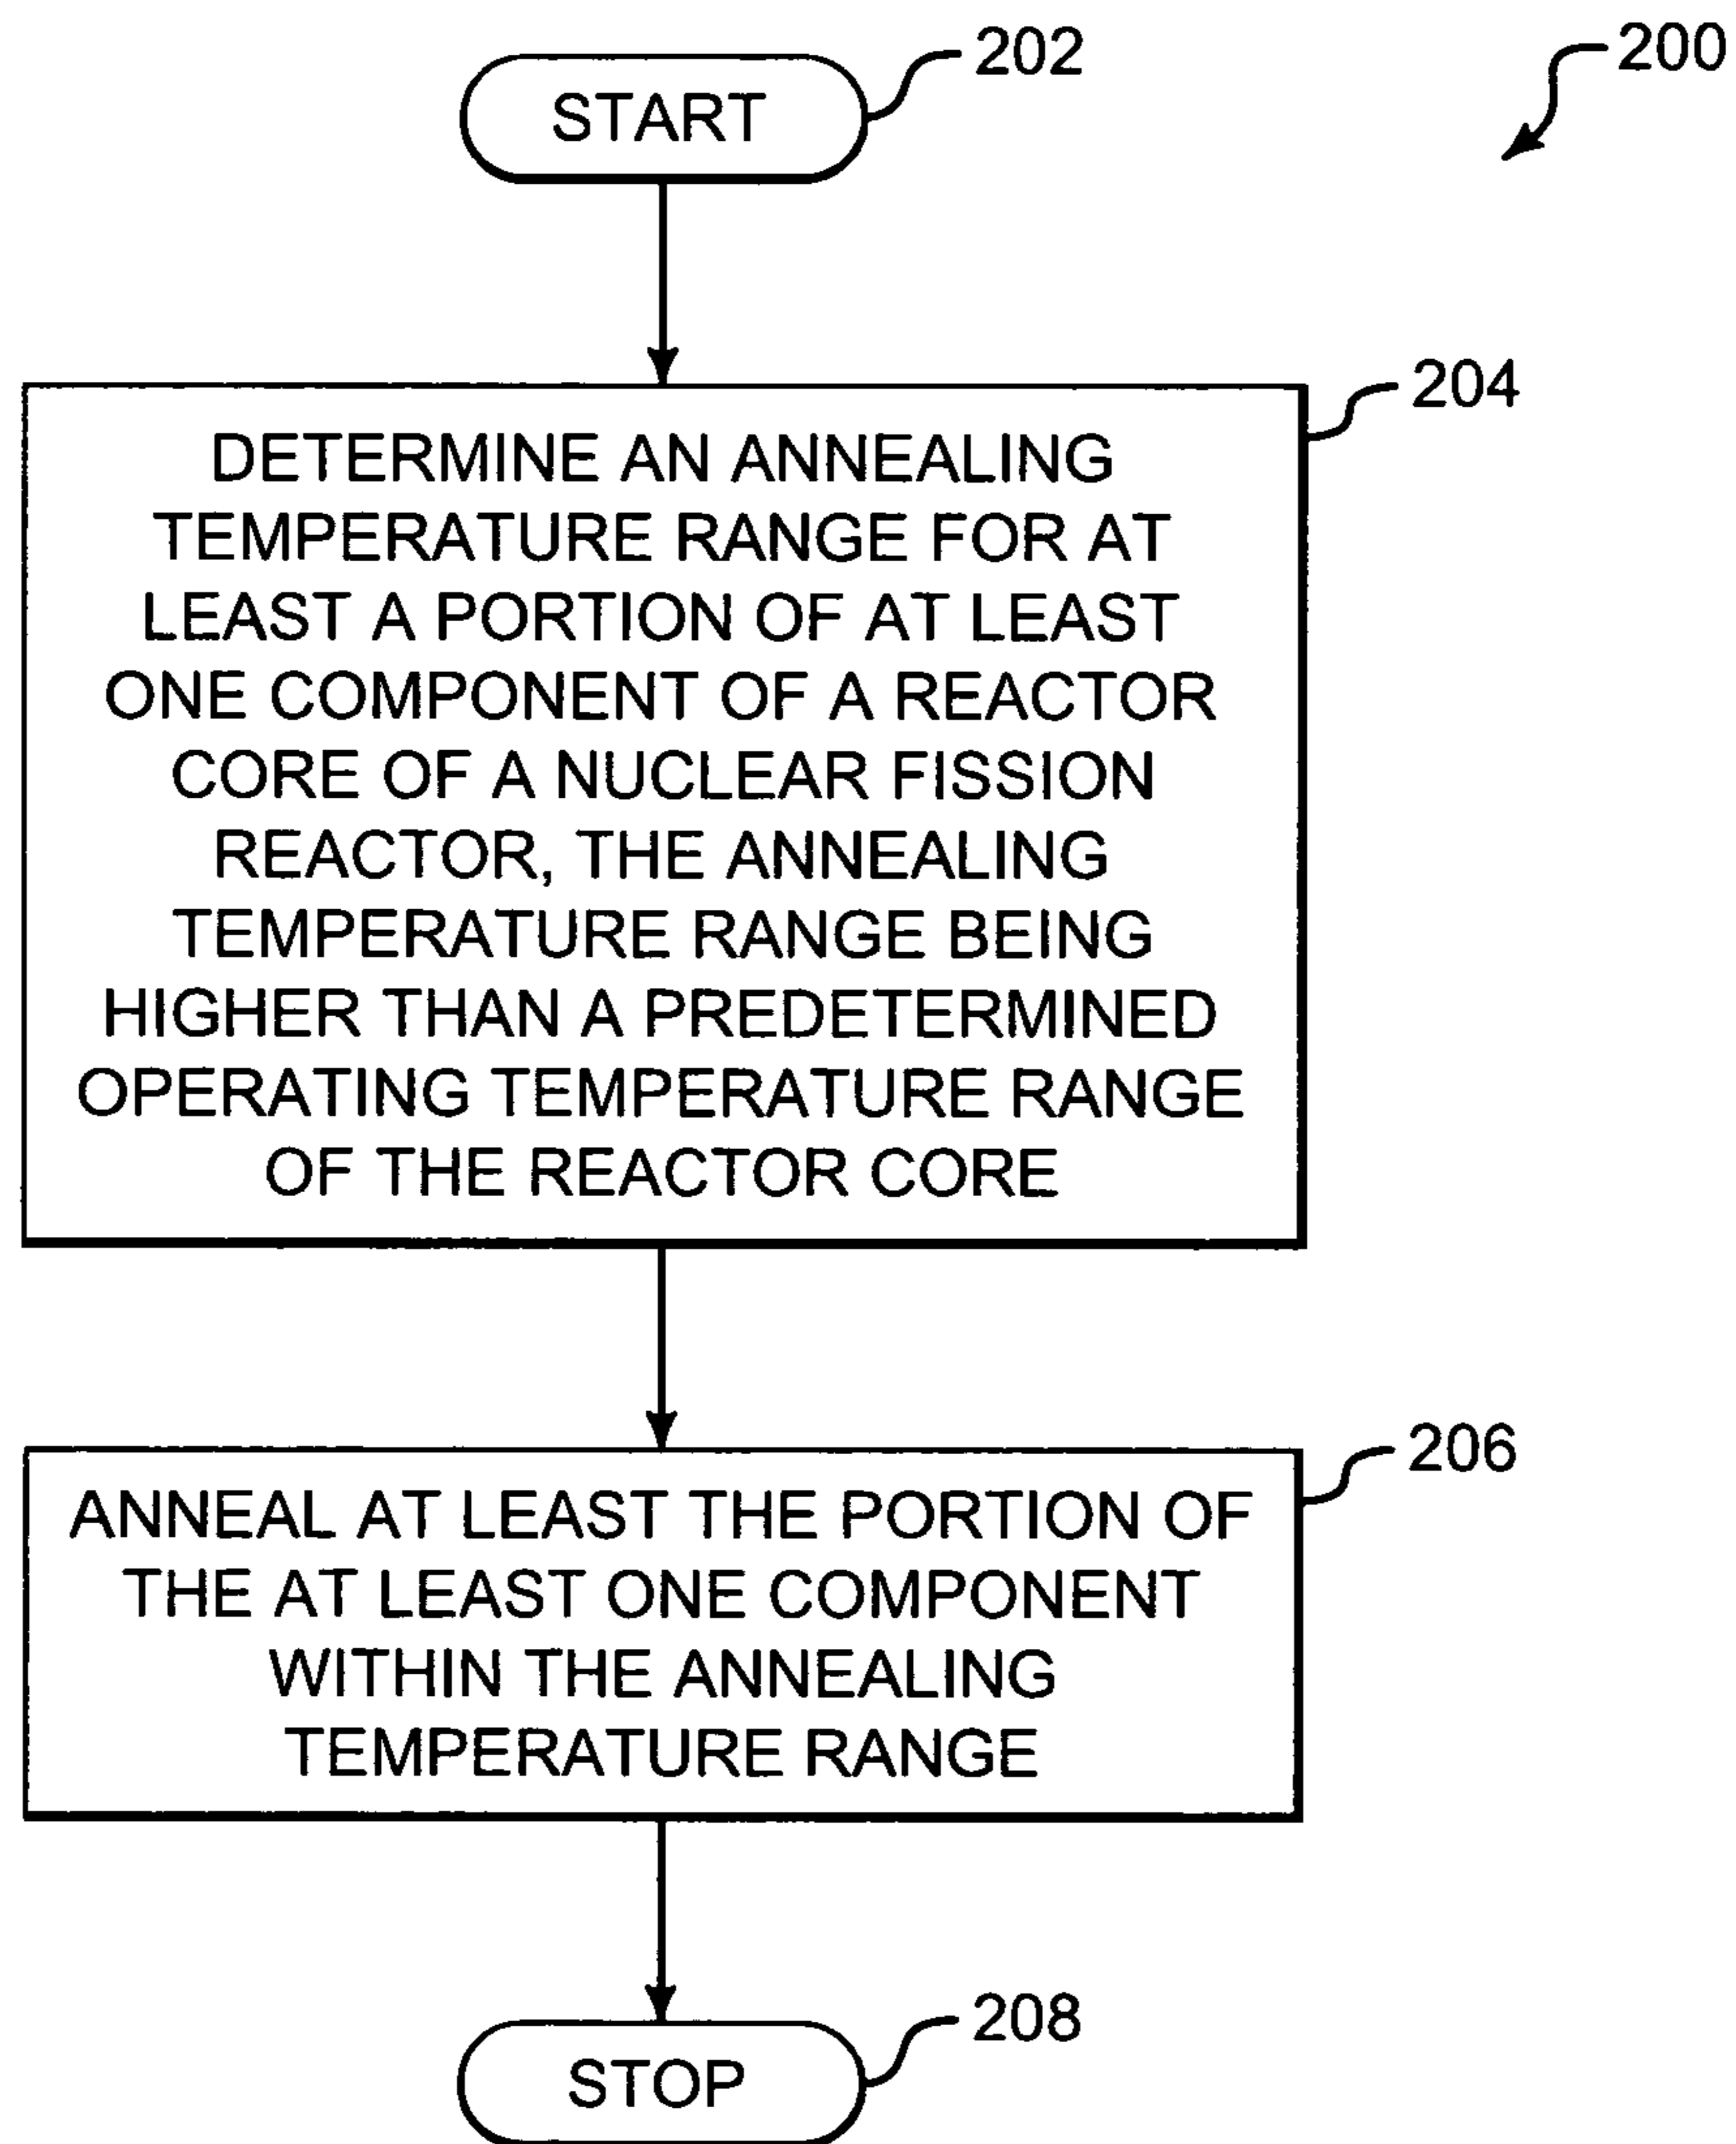 202
200
START
204
DETERMINE AN ANNEALING
TEMPERATURE RANGE FOR AT
LEAST A PORTION OF AT LEAST
ONE COMPONENT OF A REACTOR
CORE OF A NUCLEAR FISSION
REACTOR, THE ANNEALING
TEMPERATURE RANGE BEING
HIGHER THAN A PREDETERMINED
OPERATING TEMPERATURE RANGE
OF THE REACTOR CORE
206
ANNEAL AT LEAST THE PORTION OF
THE AT LEAST ONE COMPONENT
WITHIN THE ANNEALING
TEMPERATURE RANGE
208
STOP